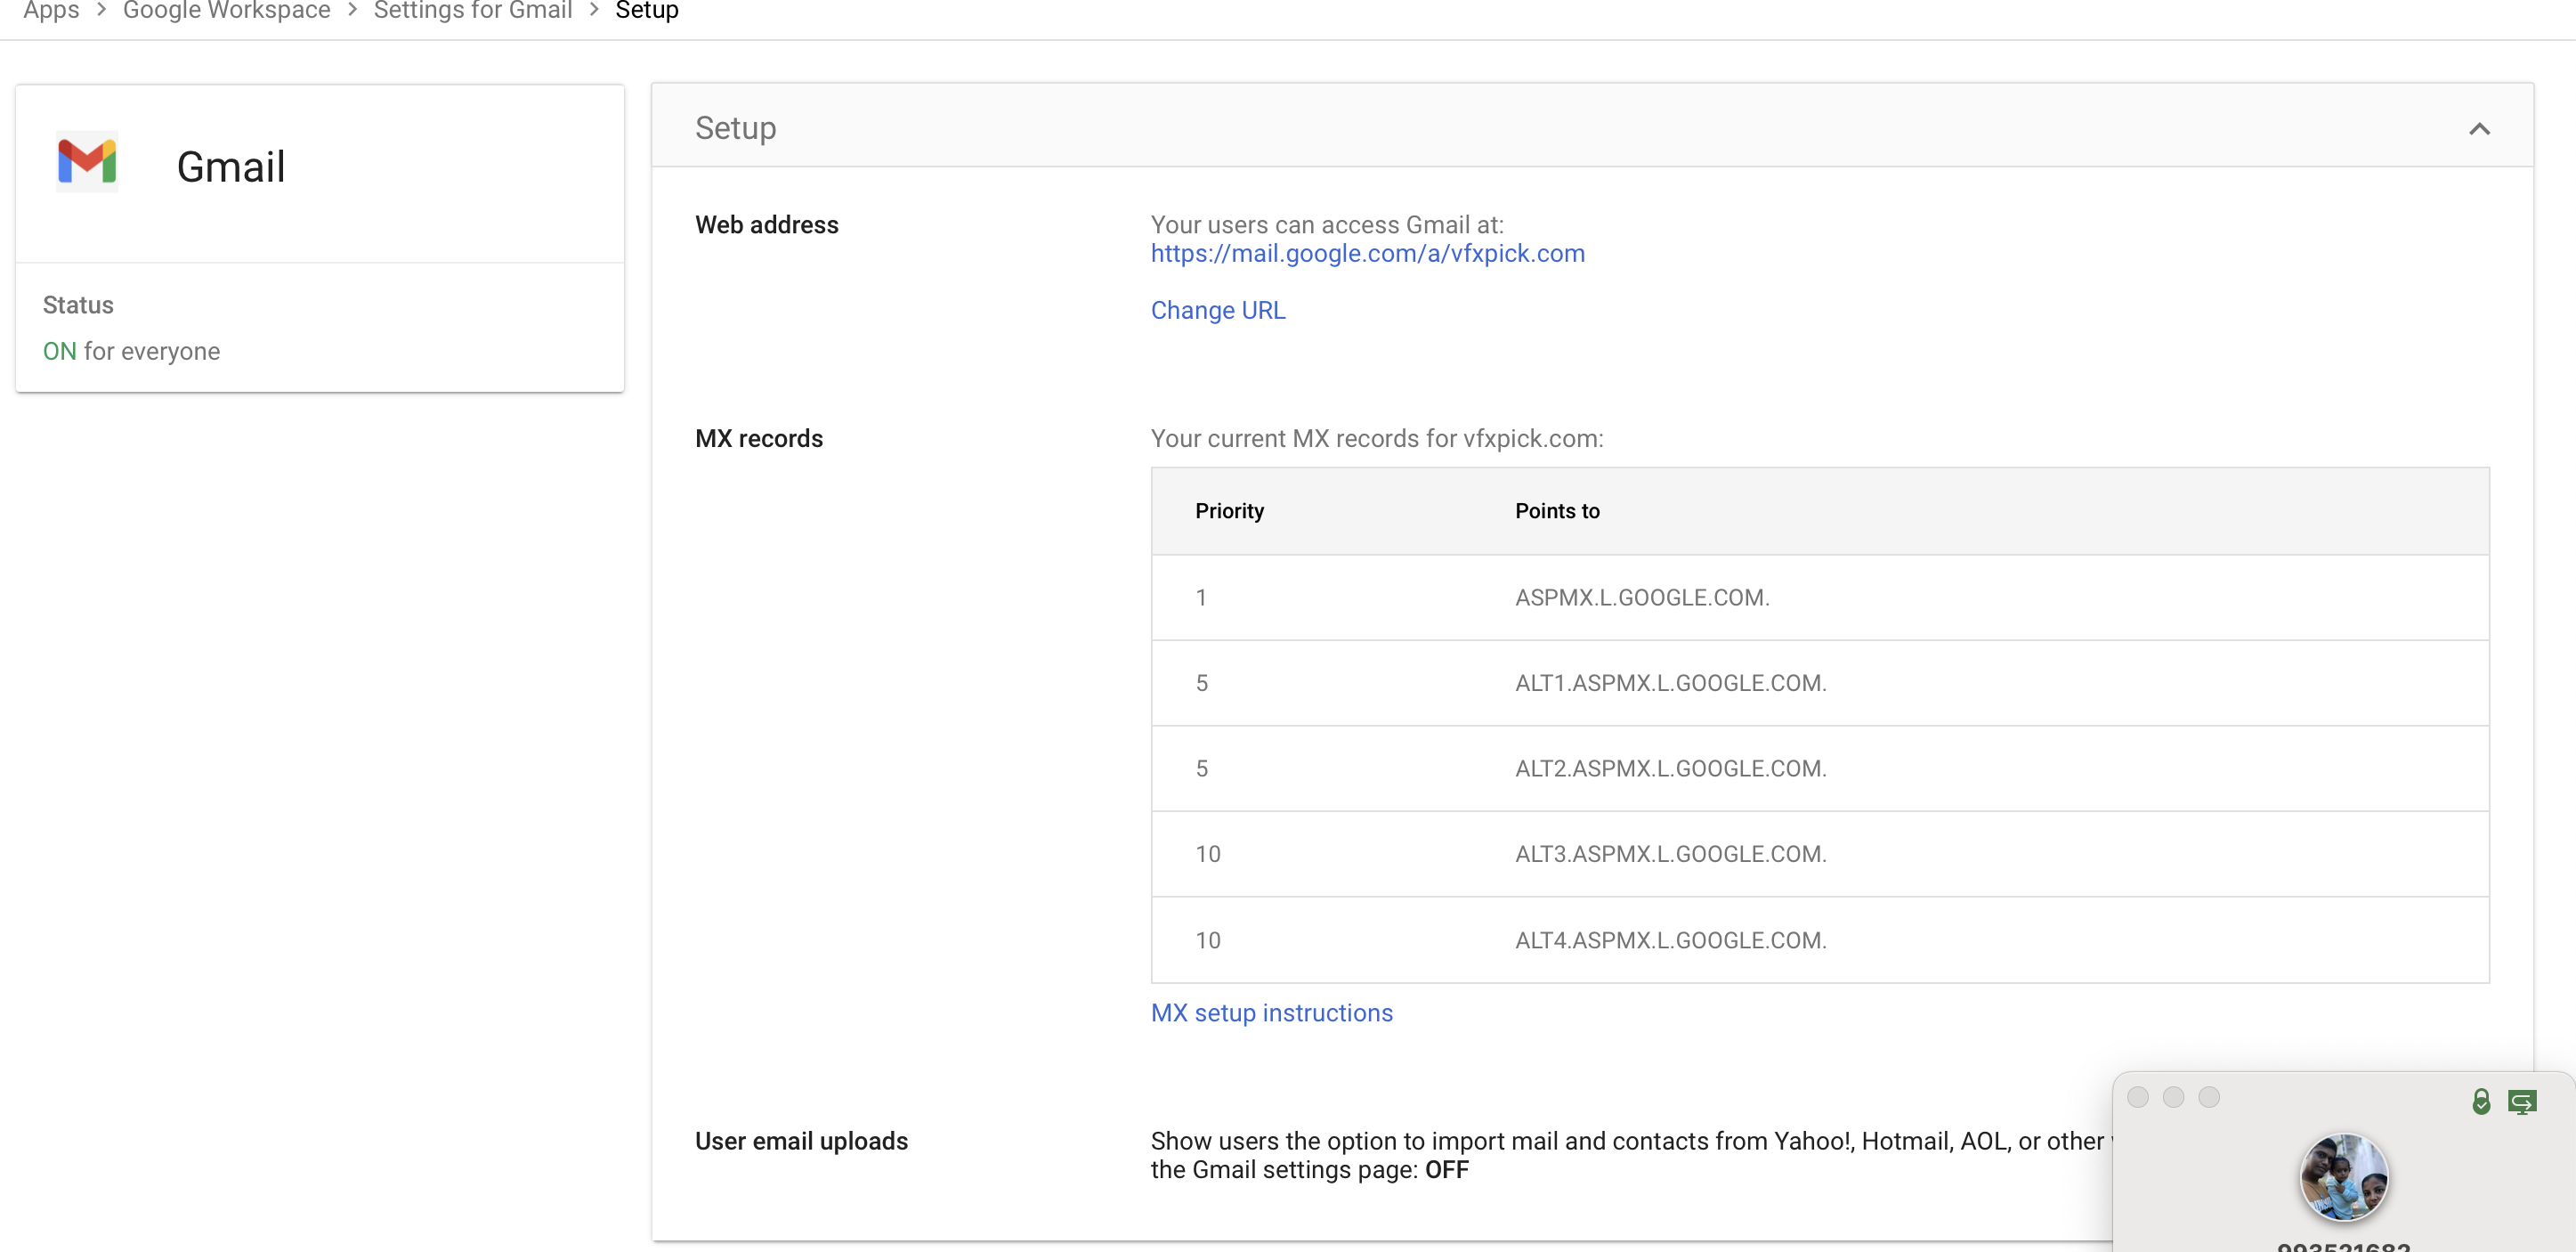 Apps > Google Workspace > Settings for Gmail > Setup
Gmail
Status
ON for everyone
Setup
Web address
Your users can access Gmail at:
https://mail.google.com/a/vfxpick.com
Change URL
MX records
Your current MX records for vfxpick.com:
Priority Points to
1 ASPMX.L.GOOGLE.COM.
5 ALT1.ASPMX.L.GOOGLE.COM.
5 ALT2.ASPMX.L.GOOGLE.COM.
10 ALT3.ASPMX.L.GOOGLE.COM.
10 ALT4.ASPMX.L.GOOGLE.COM.
MX setup instructions
User email uploads
Show users the option to import mail and contacts from Yahoo!, Hotmail, AOL, or other
the Gmail settings page: OFF